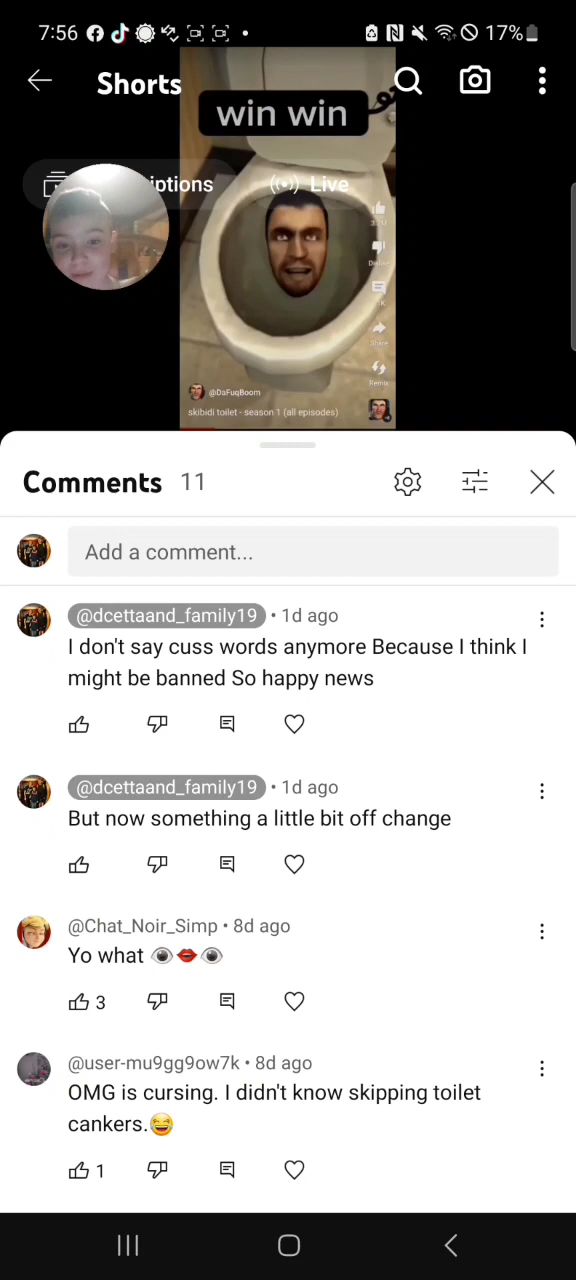 7:56
17%
Shorts
win win
iptions
Live
Share
Remix
@DaFuqBoom
skibidi toilet - season 1 (all episodes)
Comments 11
Add a comment...
@dcettaand_family19 • 1d ago
I don't say cuss words anymore Because I think I
might be banned So happy news
@dcettaand_family19 • 1d ago
But now something a little bit off change
@Chat_Noir_Simp • 8d ago
Yo what 👁️👄👁️
3
@user-mu9gg9ow7k • 8d ago
OMG is cursing. I didn't know skipping toilet
cankers.😂
1